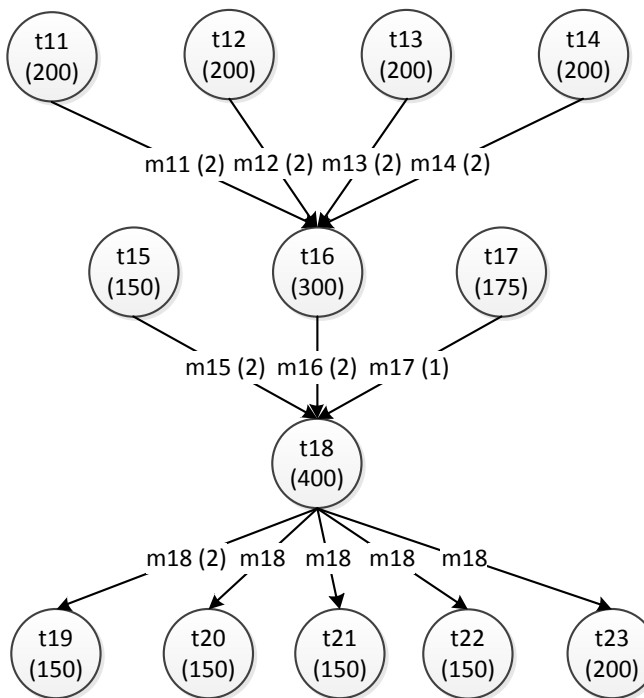 t11
(200)
t12
(200)
t13
(200)
t14
(200)
m11 (2)
m12 (2)
m13 (2)
m14 (2)
t15
(150)
t16
(300)
t17
(175)
m15 (2)
m16 (2)
m17 (1)
t18
(400)
m18 (2)
m18
m18
m18
m18
t19
(150)
t20
(150)
t21
(150)
t22
(150)
t23
(200)